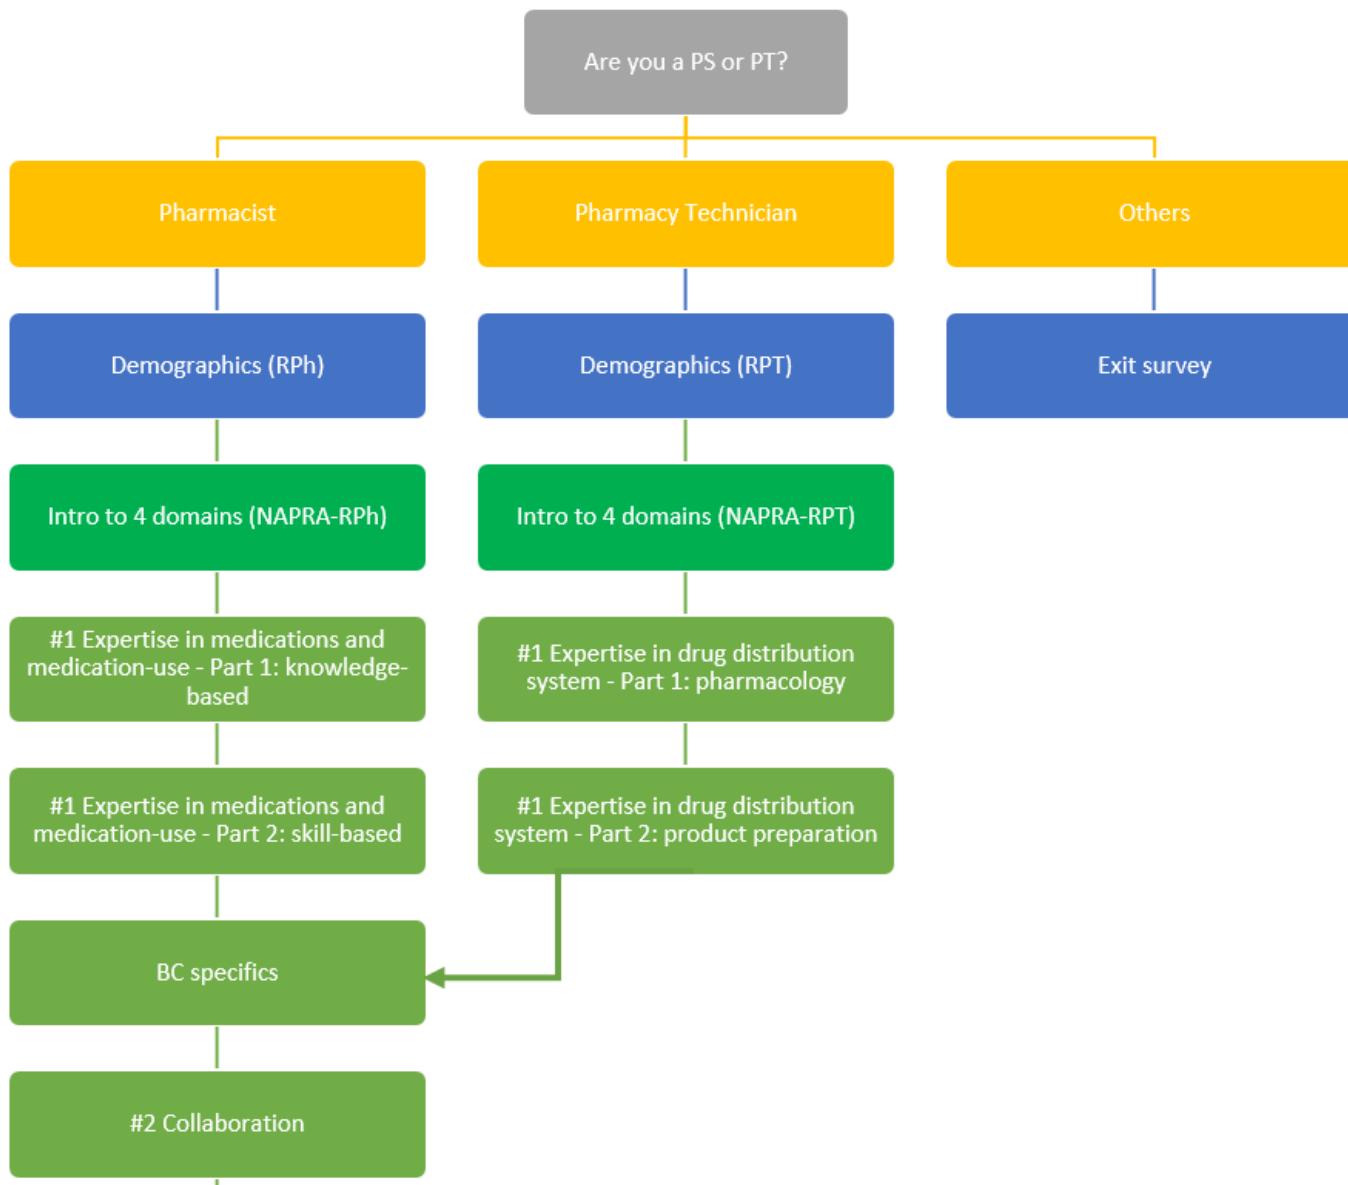 Are you a PS or PT?
Pharmacist
Pharmacy Technician
Others
Demographics (RPh)
Demographics (RPT)
Exit survey
Intro to 4 domains (NAPRA-RPh)
Intro to 4 domains (NAPRA-RPT)
#1 Expertise in medications and
medication-use - Part 1: knowledge-
based
#1 Expertise in drug distribution
system - Part 1: pharmacology
#1 Expertise in medications and
medication-use - Part 2: skill-based
#1 Expertise in drug distribution
system - Part 2: product preparation
BC specifics
#2 Collaboration